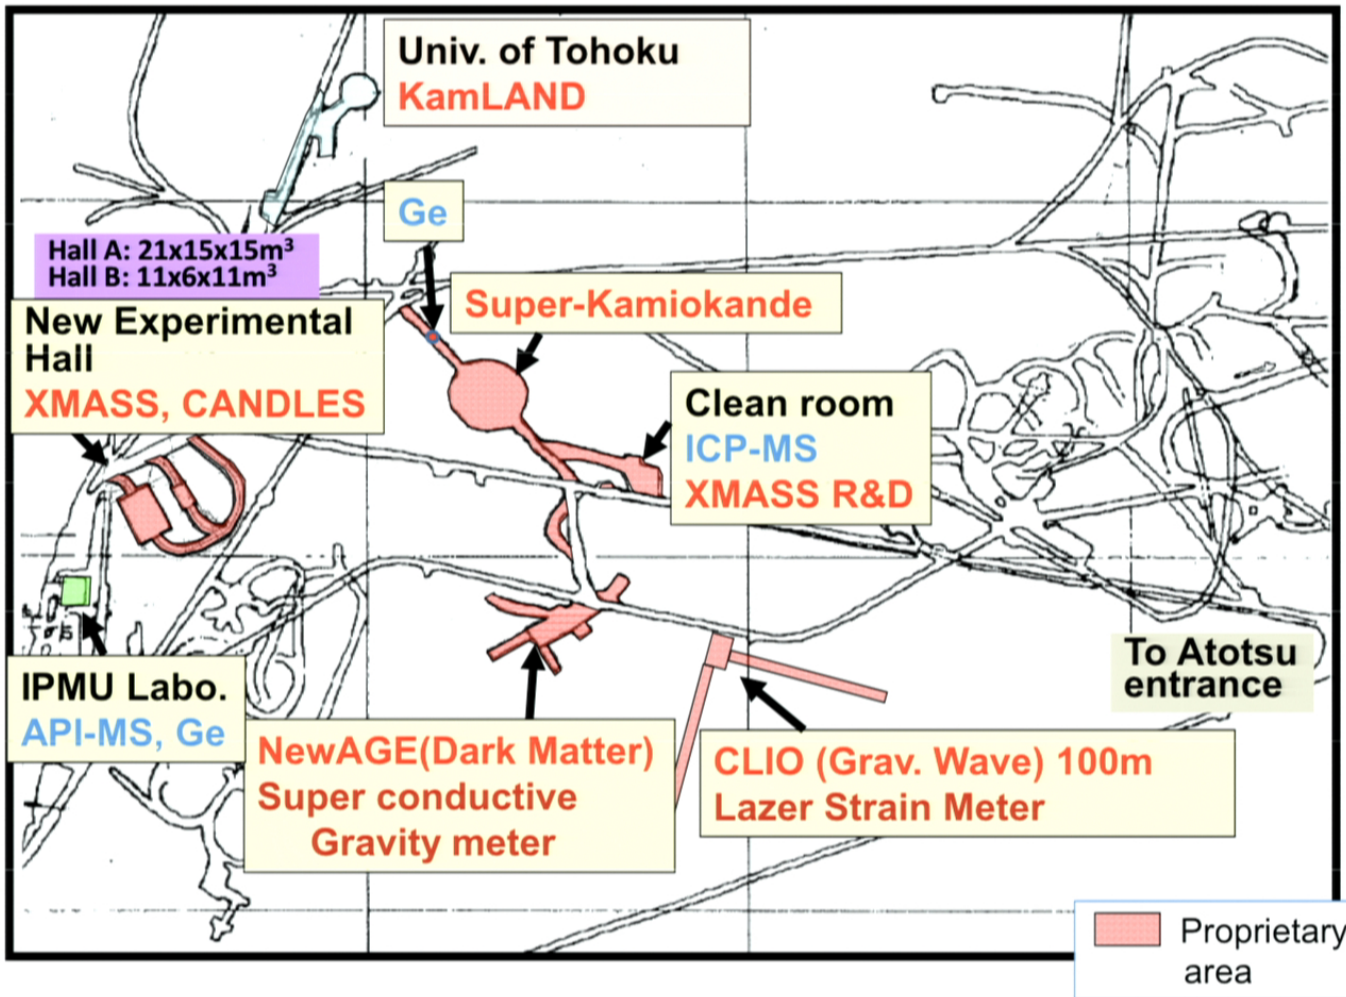 Univ. of Tohoku
KamLAND
Ge
Hall A: 21x15x15m³
Hall B: 11x6x11m³
Super-Kamiokande
New Experimental
Hall
XMASS, CANDLES
Clean room
ICP-MS
XMASS R&D
To Atotsu
entrance
IPMU Labo.
API-MS, Ge
NewAGE(Dark Matter)
Super conductive
Gravity meter
CLIO (Grav. Wave) 100m
Lazer Strain Meter
Proprietary
area